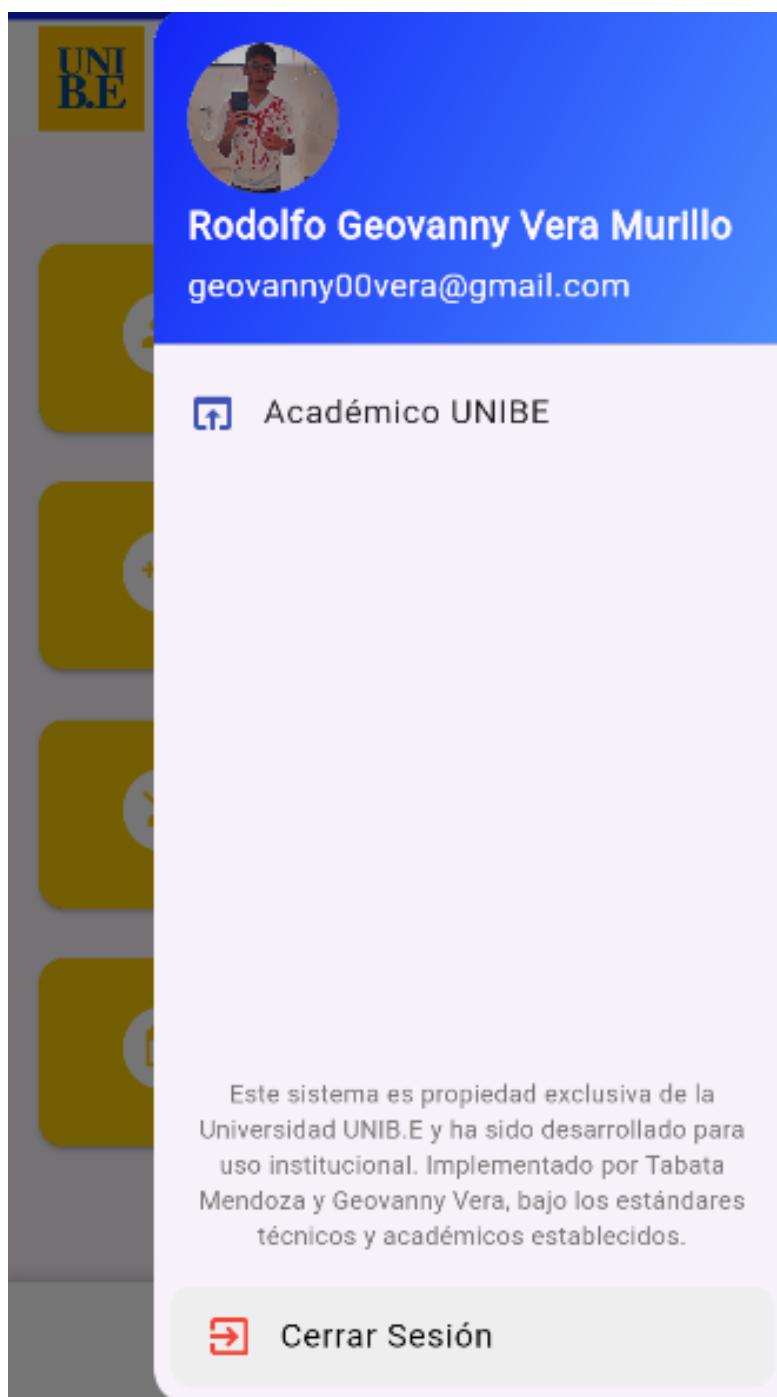 UNI
B.E
Rodolfo Geovanny Vera Murillo
geovanny00vera@gmail.com
Académico UNIBE
Este sistema es propiedad exclusiva de la
Universidad UNIB.E y ha sido desarrollado para
uso institucional. Implementado por Tabata
Mendoza y Geovanny Vera, bajo los estándares
técnicos y académicos establecidos.
Cerrar Sesión